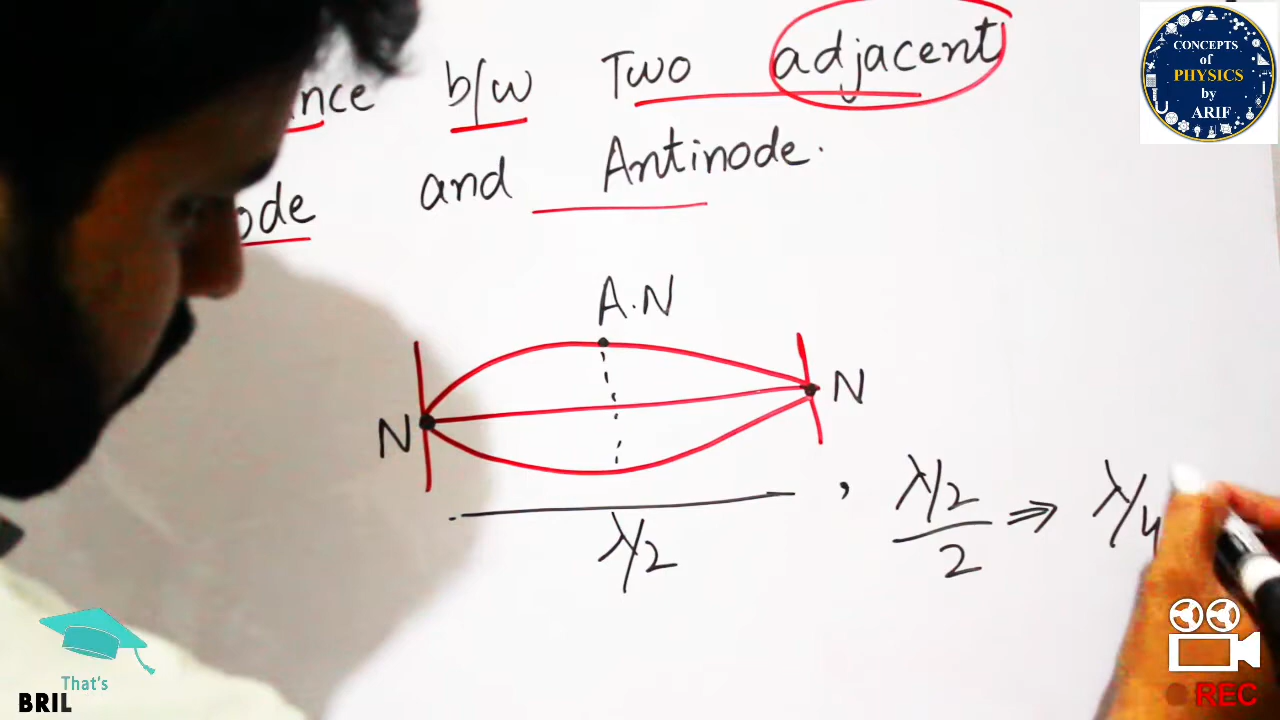 nce b/w Two adjacent
ode and Antinode.
A.N
N
N
λ/2
, λ/2
2
⇒ λ/4
CONCEPTS
of
PHYSICS
by
ARIF
That's
BRIL
REC